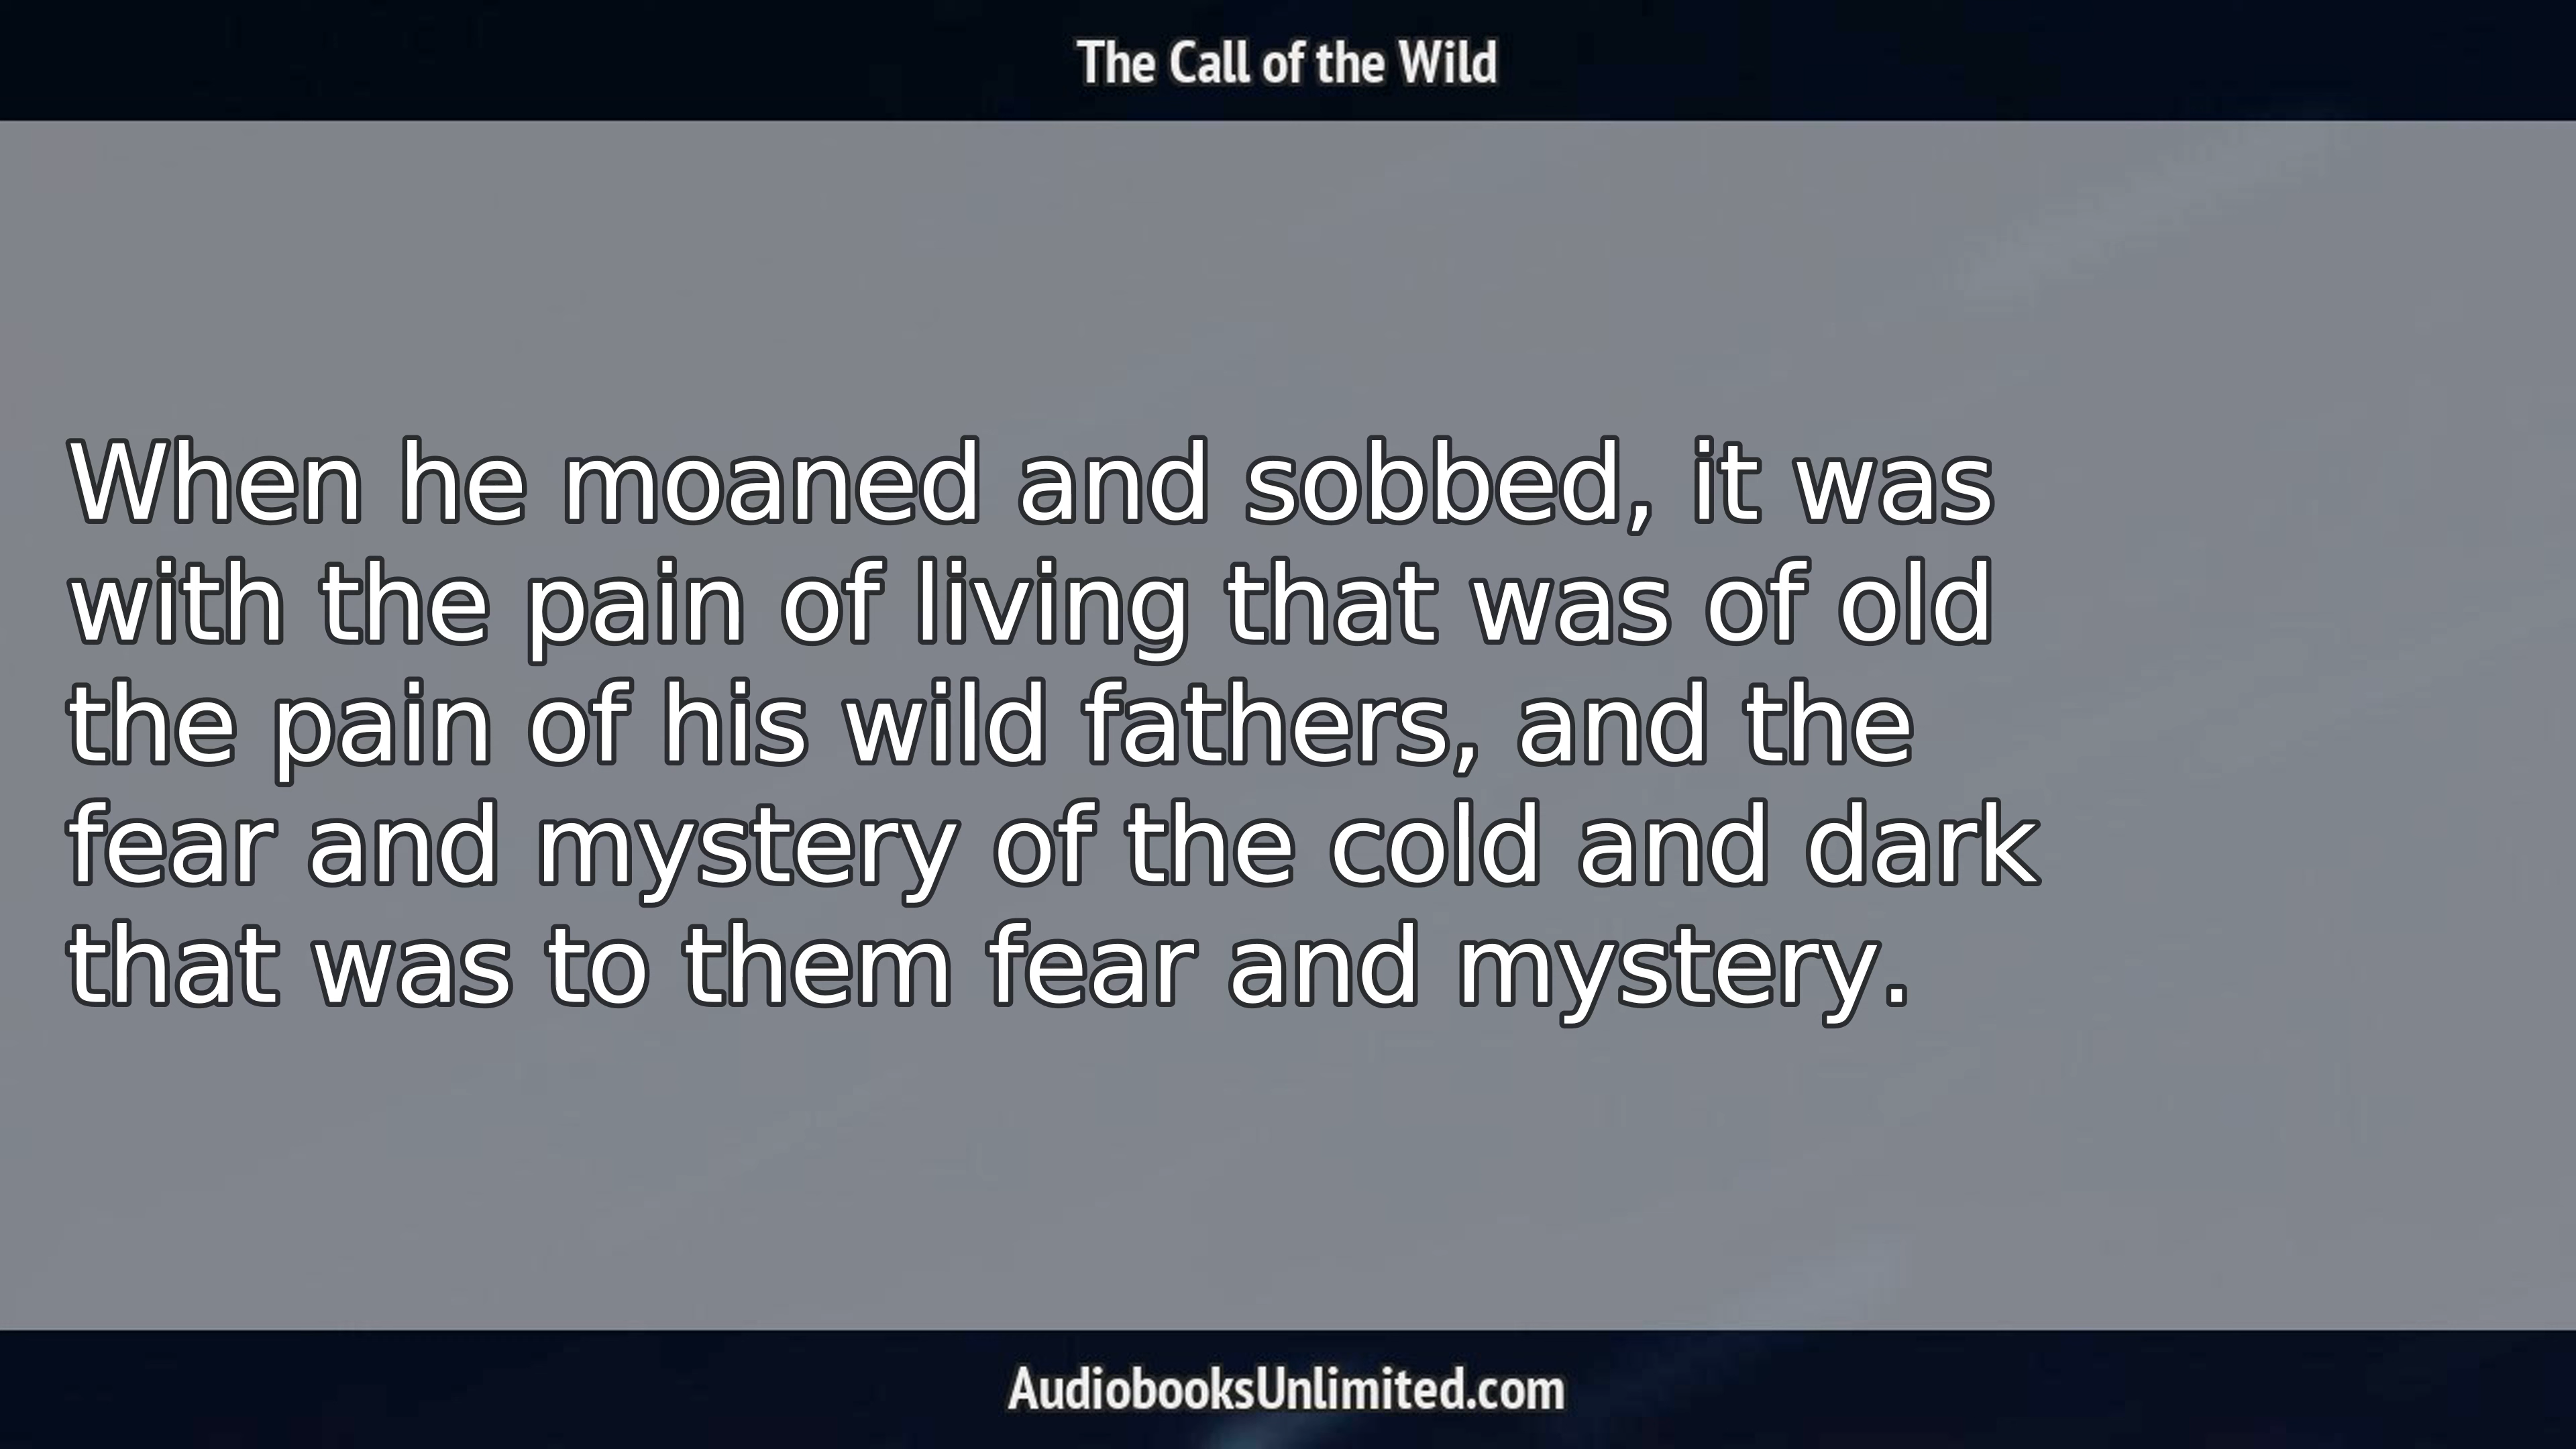 The Call of the Wild
When he moaned and sobbed, it was
with the pain of living that was of old
the pain of his wild fathers, and the
fear and mystery of the cold and dark
that was to them fear and mystery.
AudiobooksUnlimited.com